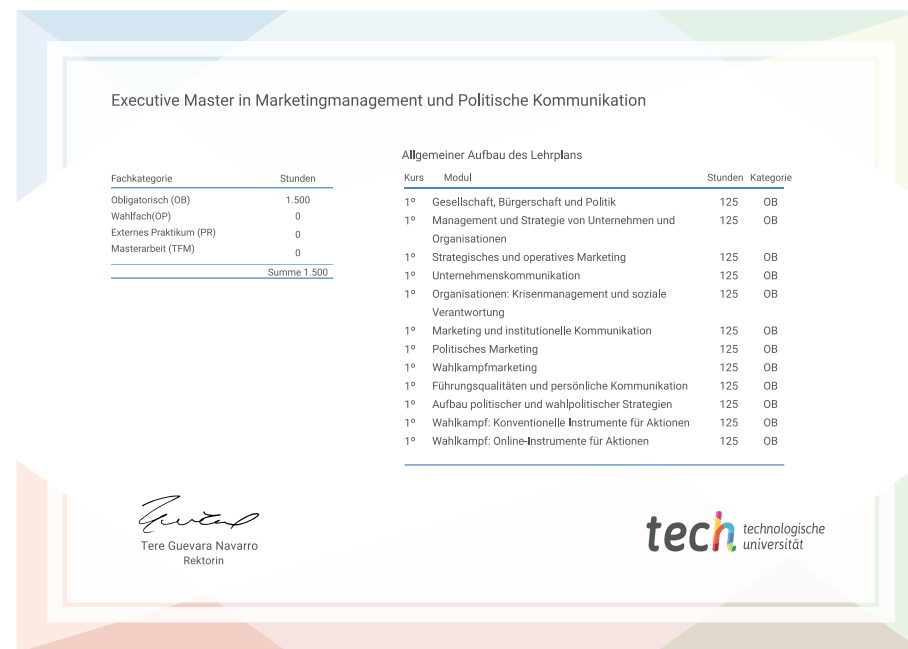 Executive Master in Marketingmanagement und Politische Kommunikation
Fachkategorie Stunden
Obligatorisch (OB) 1.500
Wahlfach(OP) 0
Externes Praktikum (PR) 0
Masterarbeit (TFM) 0
Summe 1.500
Allgemeiner Aufbau des Lehrplans
Kurs Modul Stunden Kategorie
1º Gesellschaft, Bürgerschaft und Politik 125 OB
1º Management und Strategie von Unternehmen und 125 OB
Organisationen
1º Strategisches und operatives Marketing 125 OB
1º Unternehmenskommunikation 125 OB
1º Organisationen: Krisenmanagement und soziale 125 OB
Verantwortung
1º Marketing und institutionelle Kommunikation 125 OB
1º Politisches Marketing 125 OB
1º Wahlkampfmarketing 125 OB
1º Führungsqualitäten und persönliche Kommunikation 125 OB
1º Aufbau politischer und wahlpolitischer Strategien 125 OB
1º Wahlkampf: Konventionelle Instrumente für Aktionen 125 OB
1º Wahlkampf: Online-Instrumente für Aktionen 125 OB
Tere Guevara Navarro
Rektorin
tech technologische
universität